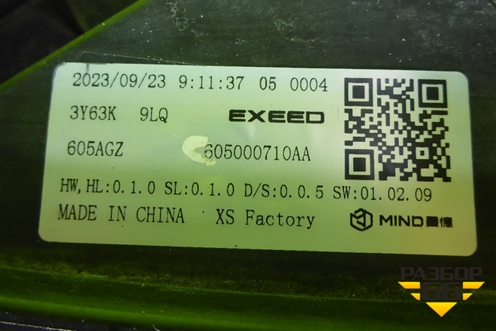 2023/09/23 9:11:37 05 0004
3Y63K 9LQ EXEED
605AGZ 605000710AA
HW,HL:0.1.0 SL:0.1.0 D/S:0.0.5 SW:01.02.09
MADE IN CHINA XS Factory MIND
РАЗБОР